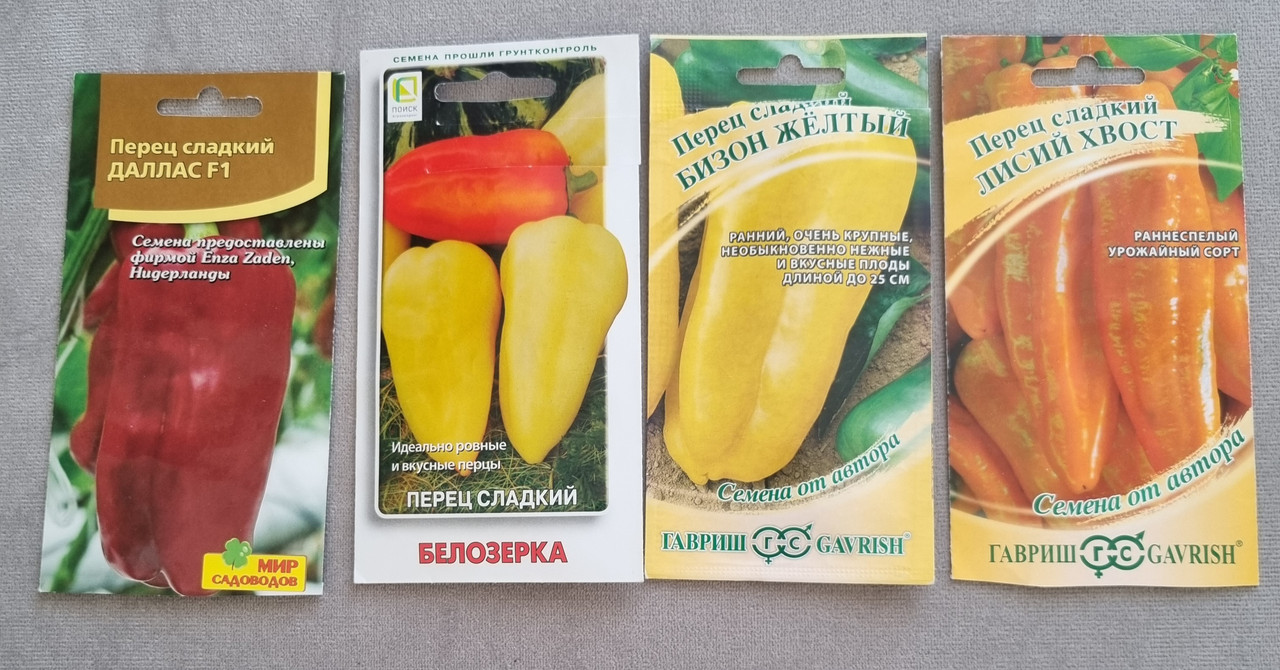 Перец сладкий
ДАЛЛАС F1
Семена предоставлены
фирмой Enza Zaden,
Нидерланды
МИР
САДОВОДОВ
СЕМЕНА ПРОШЛИ ГРУНТКОНТРОЛЬ
ПОИСК
Идеально ровные
и вкусные перцы
ПЕРЕЦ СЛАДКИЙ
БЕЛОЗЕРКА
Перец сладкий
БИЗОН ЖЁЛТЫЙ
РАННИЙ, ОЧЕНЬ КРУПНЫЕ,
НЕОБЫКНОВЕННО НЕЖНЫЕ
И ВКУСНЫЕ ПЛОДЫ
ДЛИНОЙ ДО 25 СМ
Семена от автора
ГАВРИШ ГС GAVRISH®
Перец сладкий
ЛИСИЙ ХВОСТ
РАННЕСПЕЛЫЙ
УРОЖАЙНЫЙ СОРТ
Семена от автора
ГАВРИШ ГС GAVRISH®